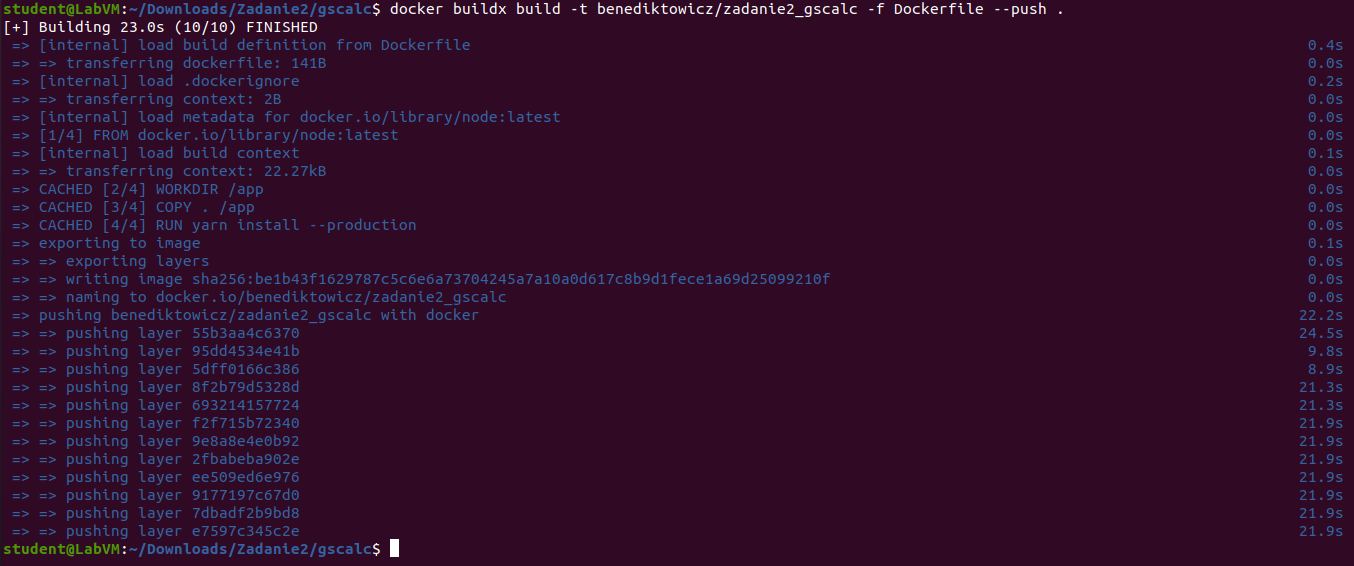 student@LabVM:~/Downloads/Zadanie2/gscalc$ docker buildx build -t benediktowicz/zadanie2_gscalc -f Dockerfile --push .
[+] Building 23.0s (10/10) FINISHED
=> [internal] load build definition from Dockerfile 0.4s
=> => transferring dockerfile: 141B 0.0s
=> [internal] load .dockerignore 0.2s
=> => transferring context: 2B 0.0s
=> [internal] load metadata for docker.io/library/node:latest 0.0s
=> [1/4] FROM docker.io/library/node:latest 0.0s
=> [internal] load build context 0.1s
=> => transferring context: 22.27kB 0.0s
=> CACHED [2/4] WORKDIR /app 0.0s
=> CACHED [3/4] COPY . /app 0.0s
=> CACHED [4/4] RUN yarn install --production 0.0s
=> exporting to image 0.1s
=> => exporting layers 0.0s
=> => writing image sha256:be1b43f1629787c5c6e6a73704245a7a10a0d617c8b9d1fece1a69d25099210f 0.0s
=> => naming to docker.io/benediktowicz/zadanie2_gscalc 0.0s
=> pushing benediktowicz/zadanie2_gscalc with docker 22.2s
=> => pushing layer 55b3aa4c6370 24.5s
=> => pushing layer 95dd4534e41b 9.8s
=> => pushing layer 5dff0166c386 8.9s
=> => pushing layer 8f2b79d5328d 21.3s
=> => pushing layer 693214157724 21.3s
=> => pushing layer f2f715b72340 21.9s
=> => pushing layer 9e8a8e4e0b92 21.9s
=> => pushing layer 2fbabeba902e 21.9s
=> => pushing layer ee509ed6e976 21.9s
=> => pushing layer 9177197c67d0 21.9s
=> => pushing layer 7dbadf2b9bd8 21.9s
=> => pushing layer e7597c345c2e 21.9s
student@LabVM:~/Downloads/Zadanie2/gscalc$